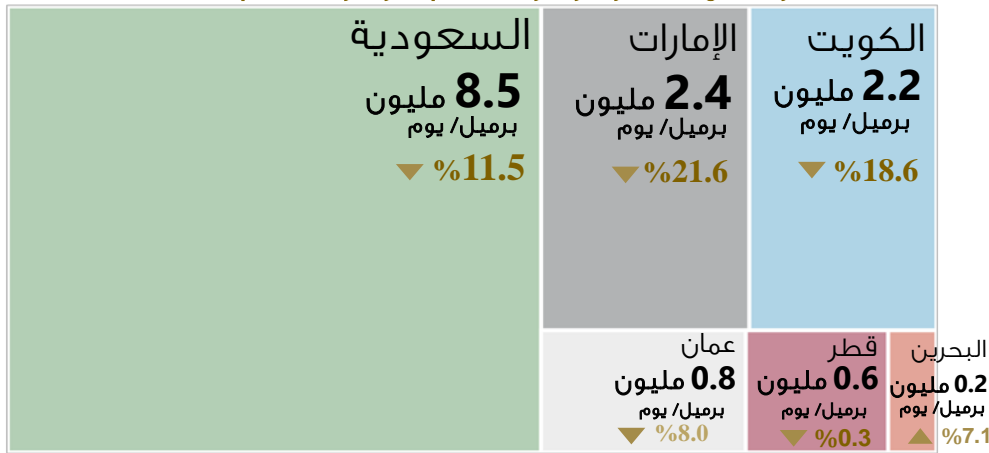 الكويت
2.2 مليون
برميل/ يوم
%18.6
الإمارات
2.4 مليون
برميل/ يوم
%21.6
السعودية
8.5 مليون
برميل/ يوم
%11.5
البحرين
0.2 مليون
برميل/ يوم
%7.1
قطر
0.6 مليون
برميل/ يوم
%0.3
عمان
0.8 مليون
برميل/ يوم
%8.0